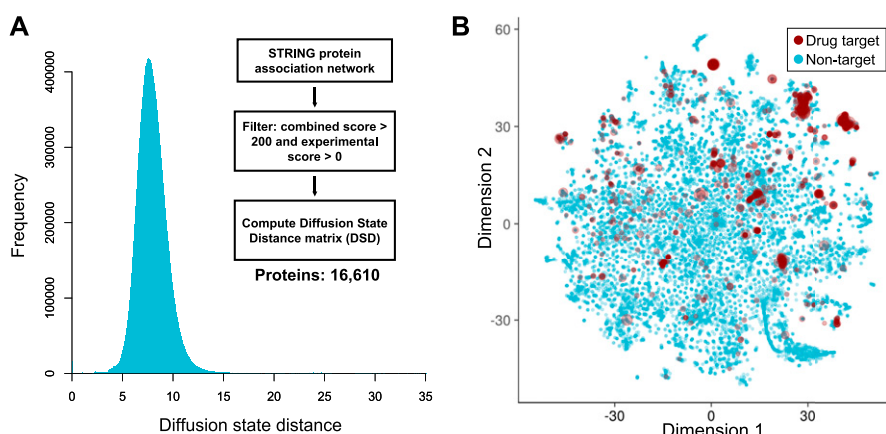 A
STRING protein
association network
Filter: combined score >
200 and experimental
score > 0
Compute Diffusion State
Distance matrix (DSD)
Proteins: 16,610
Frequency
400000
300000
200000
100000
0
0 5 10 15 20 25 30 35
Diffusion state distance
B
Drug target
Non-target
Dimension 2
60
30
0
-30
-30 0 30
Dimension 1